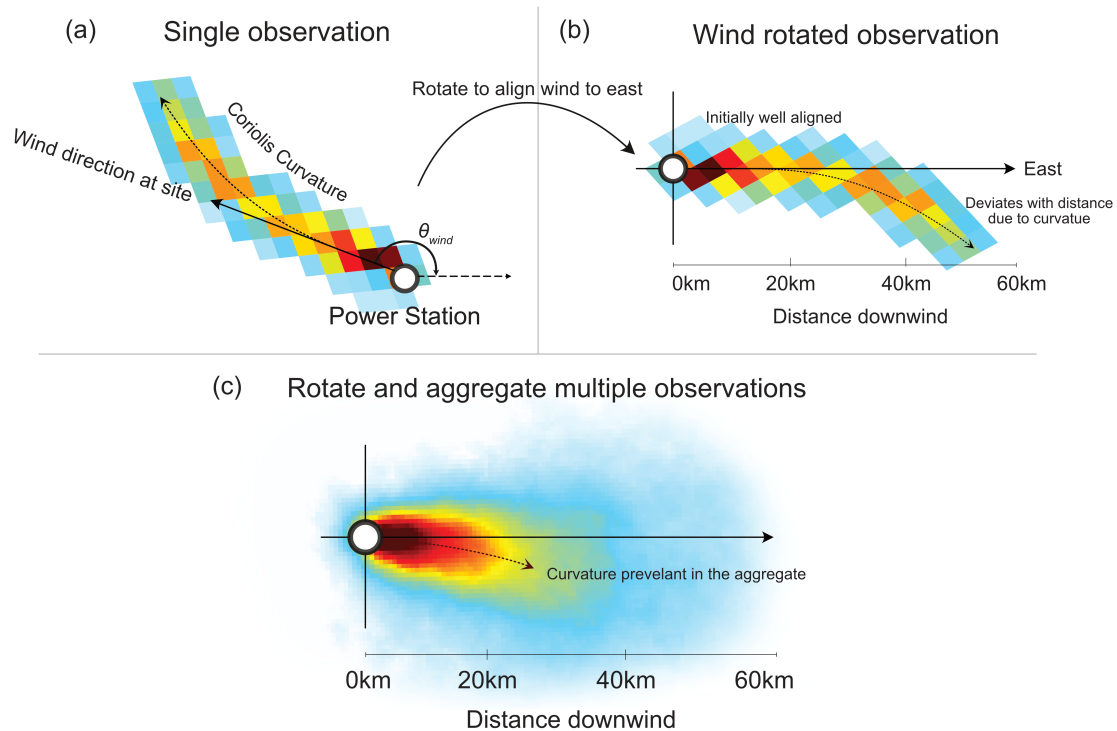 (a)
Single observation
Coriolis Curvature
Wind direction at site
θwind
Power Station
Rotate to align wind to east
(b)
Wind rotated observation
Initially well aligned
East
Deviates with distance
due to curvatue
0km 20km 40km 60km
Distance downwind
(c)
Rotate and aggregate multiple observations
Curvature prevelant in the aggregate
0km 20km 40km 60km
Distance downwind